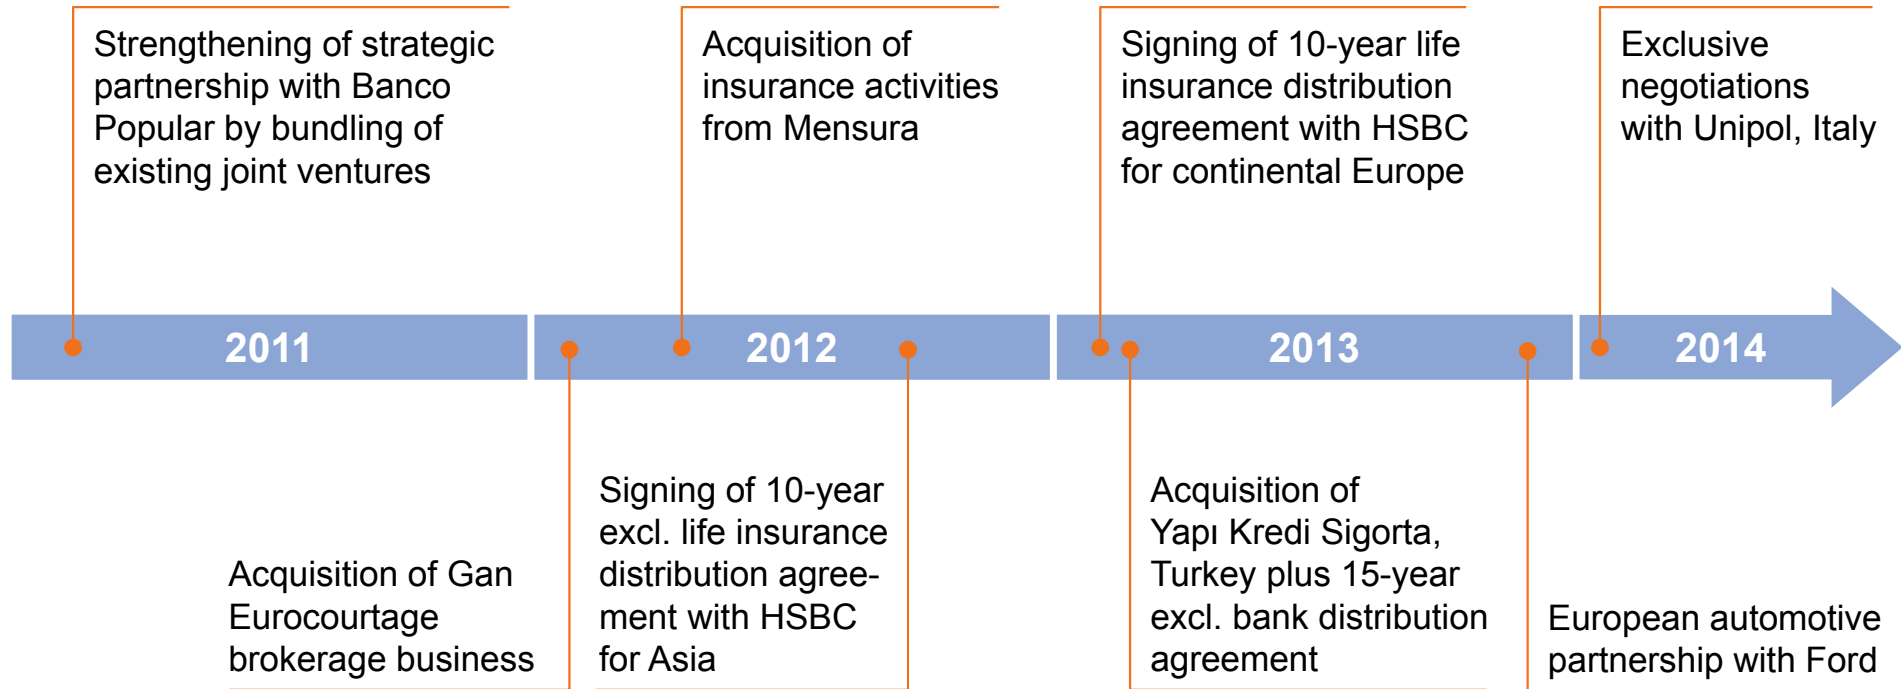 Strengthening of strategic
partnership with Banco
Popular by bundling of
existing joint ventures
Acquisition of
insurance activities
from Mensura
Signing of 10-year life
insurance distribution
agreement with HSBC
for continental Europe
Exclusive
negotiations
with Unipol, Italy
2011
2012
2013
2014
Acquisition of Gan
Eurocourtage
brokerage business
Signing of 10-year
excl. life insurance
distribution agree-
ment with HSBC
for Asia
Acquisition of
Yapı Kredi Sigorta,
Turkey plus 15-year
excl. bank distribution
agreement
European automotive
partnership with Ford